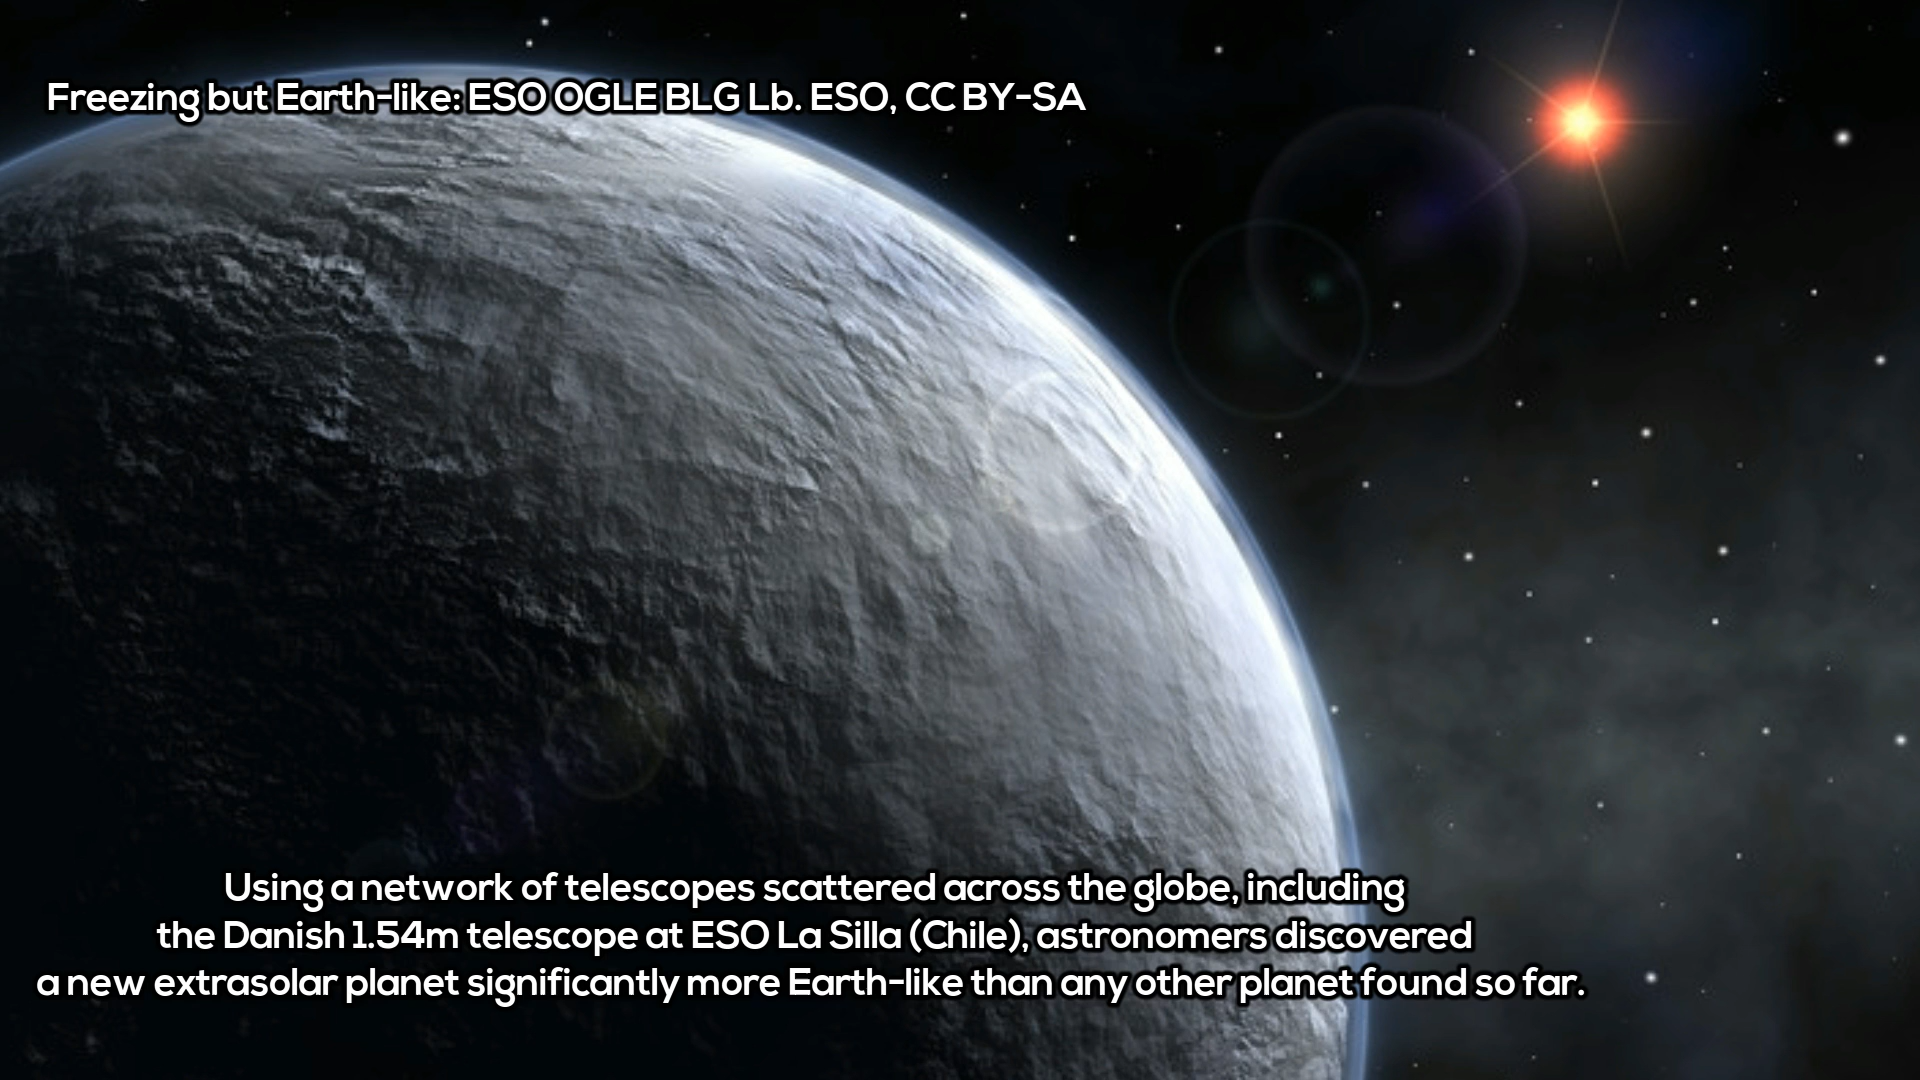 Freezing but Earth-like: ESO OGLE BLG Lb. ESO, CC BY-SA
Using a network of telescopes scattered across the globe, including
the Danish 1.54m telescope at ESO La Silla (Chile), astronomers discovered
a new extrasolar planet significantly more Earth-like than any other planet found so far.